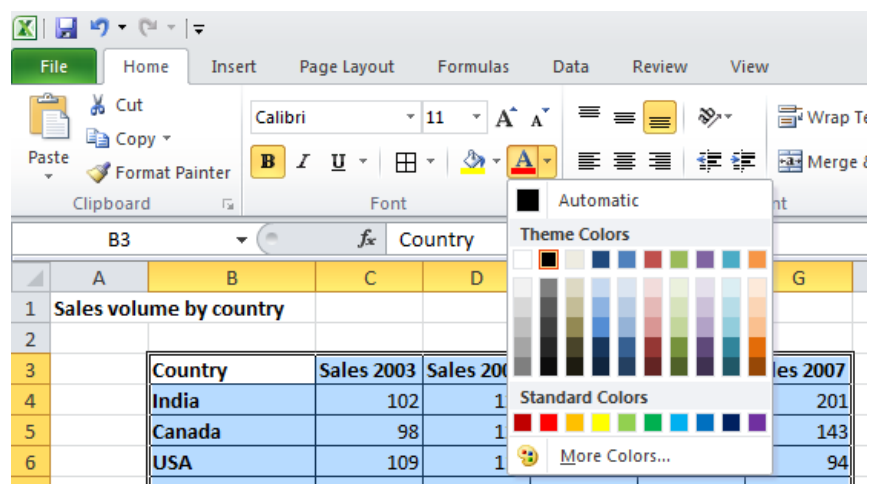 File Home Insert Page Layout Formulas Data Review View
Cut
Calibri 11 A A Wrap Te
Copy
Paste
B I U A Merge &
Format Painter
Clipboard Font nt
Automatic
B3 fx Country
Theme Colors
A B C D G
1 Sales volume by country
2
3 Country Sales 2003 Sales 200 les 2007
Standard Colors
4 India 102 1 201
5 Canada 98 1 143
More Colors...
6 USA 109 1 94